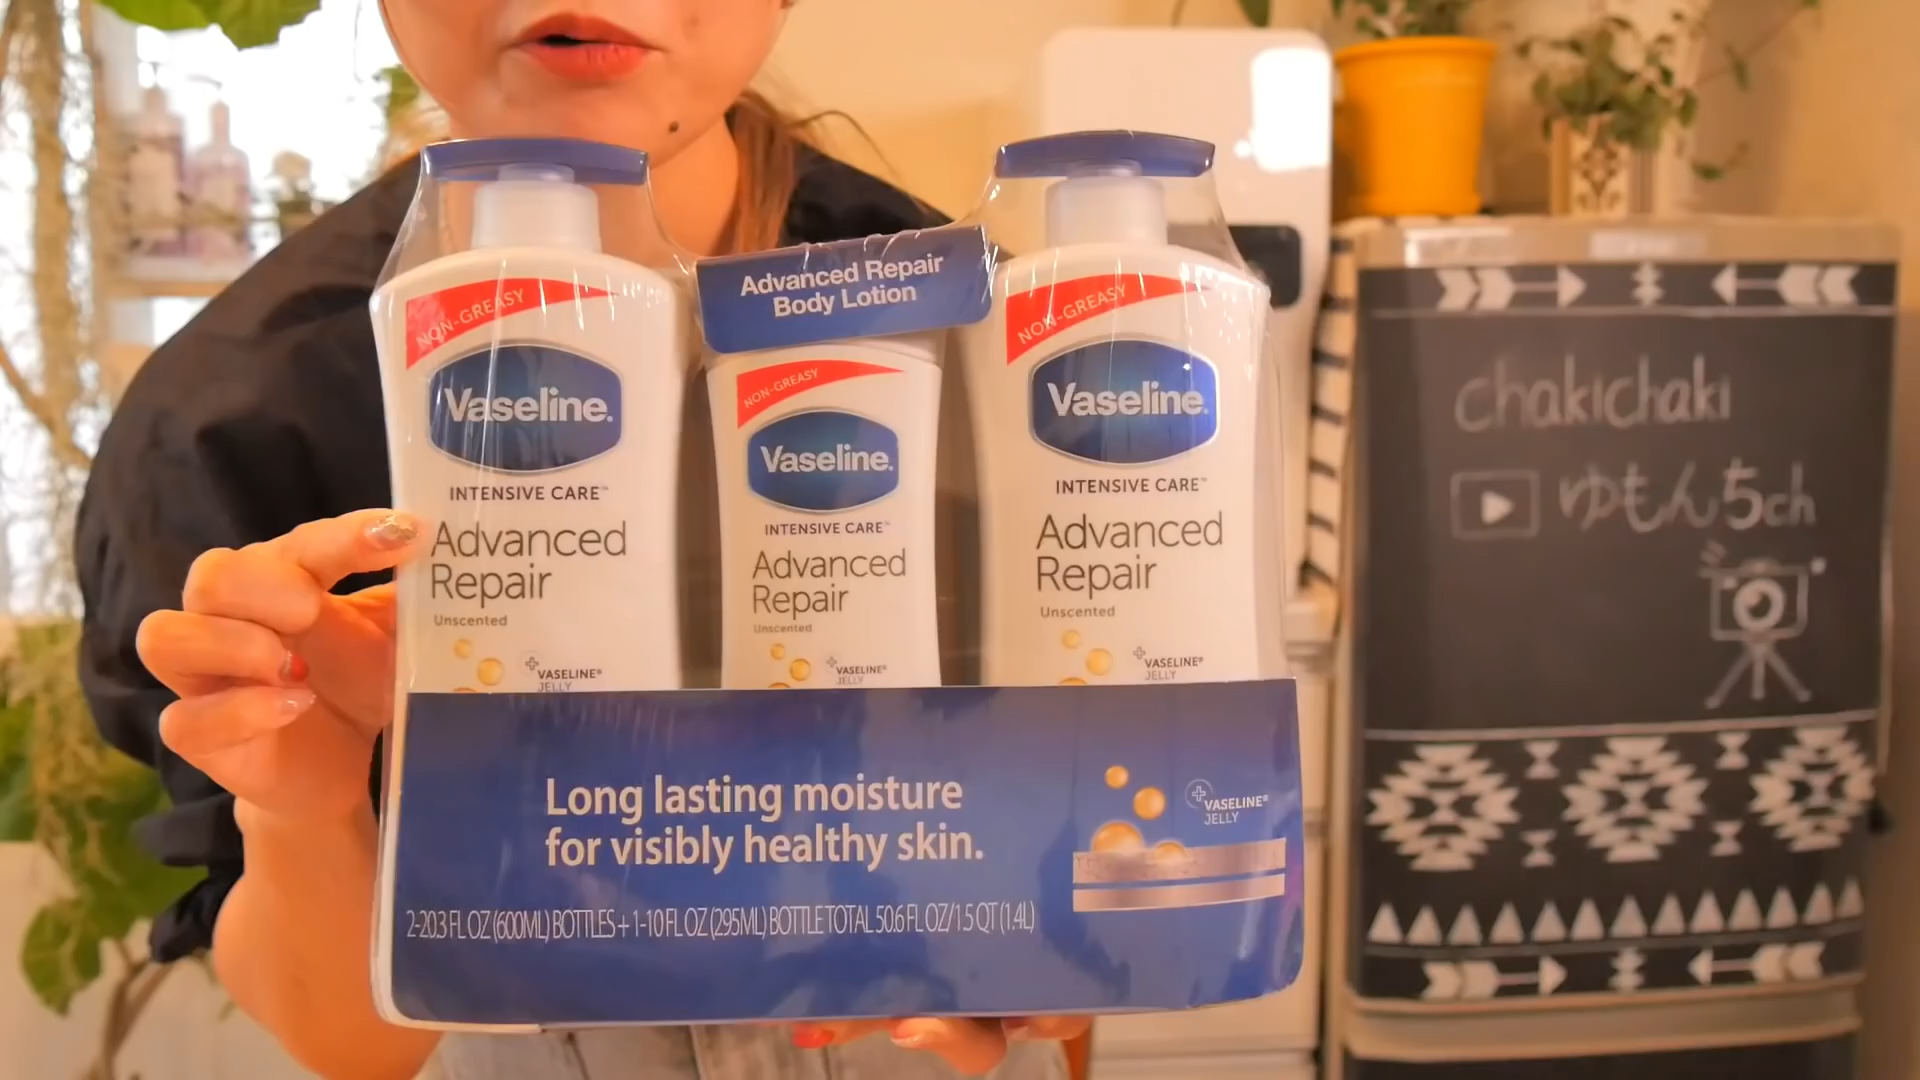 Advanced Repair
Body Lotion
NON-GREASY
Vaseline.
INTENSIVE CARE™
Advanced
Repair
Unscented
VASELINE®
JELLY
NON-GREASY
Vaseline.
INTENSIVE CARE™
Advanced
Repair
Unscented
VASELINE®
JELLY
NON-GREASY
Vaseline.
INTENSIVE CARE™
Advanced
Repair
Unscented
VASELINE®
JELLY
Long lasting moisture
for visibly healthy skin.
VASELINE®
JELLY
2-20.3 FL OZ (600ML) BOTTLES + 1-10 FL OZ (295ML) BOTTLE TOTAL 50.6 FL OZ/1.5 QT (1.4L)
chakichaki
ゆもん5ch